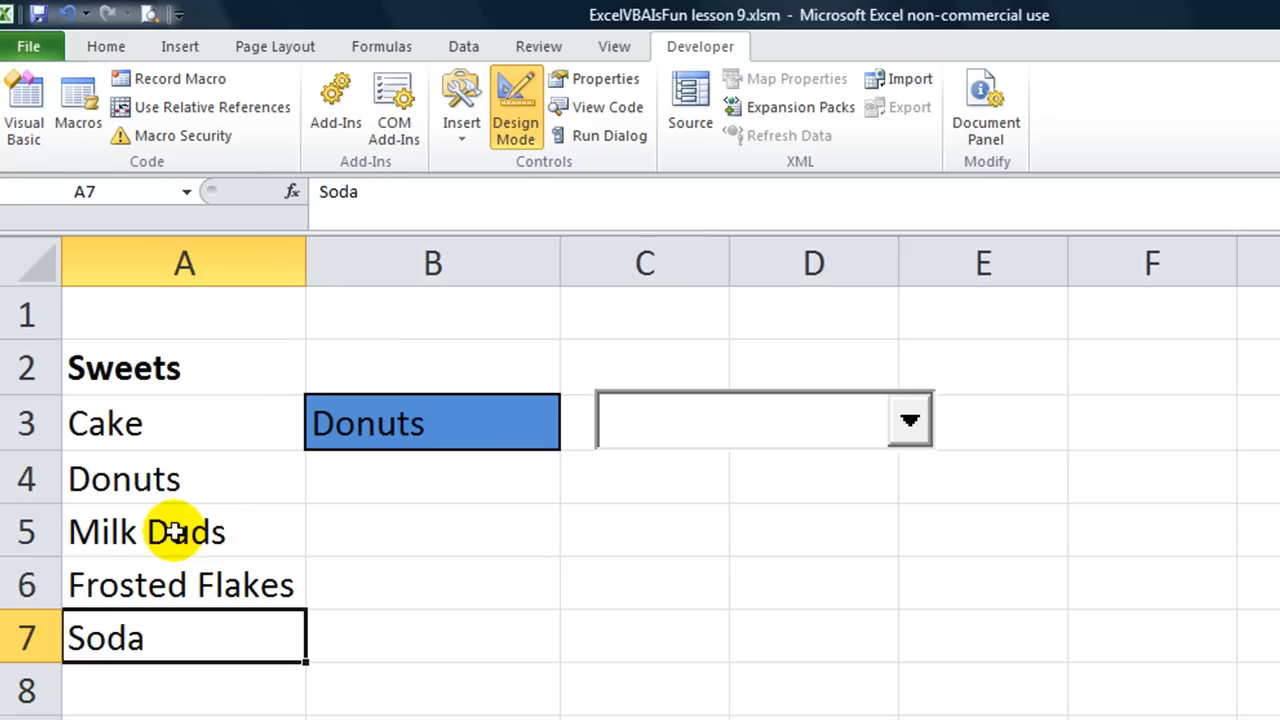 ExcelVBAIsFun lesson 9.xlsm - Microsoft Excel non-commercial use
File Home Insert Page Layout Formulas Data Review View Developer
Visual Basic
Macros
Record Macro
Use Relative References
Macro Security
Code
Add-Ins
COM Add-Ins
Add-Ins
Insert
Design Mode
Properties
View Code
Run Dialog
Controls
Source
Map Properties
Expansion Packs
Refresh Data
Import
Export
XML
Document Panel
Modify
A7 fx Soda
A B C D E F
1
2 Sweets
3 Cake Donuts
4 Donuts
5 Milk Duds
6 Frosted Flakes
7 Soda
8